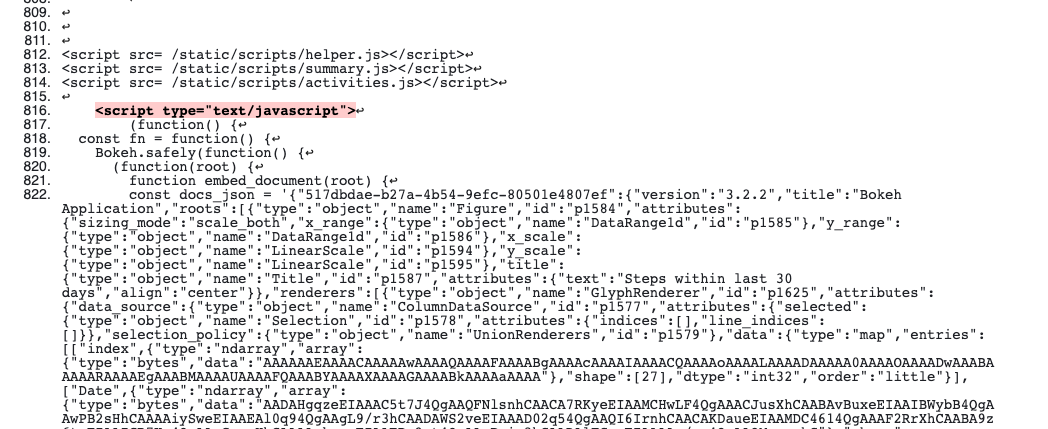 809. ↩
810. ↩
811. ↩
812. <script src= /static/scripts/helper.js></script>↩
813. <script src= /static/scripts/summary.js></script>↩
814. <script src= /static/scripts/activities.js></script>↩
815. ↩
816. <script type="text/javascript">↩
817. (function() {↩
818. const fn = function() {↩
819. Bokeh.safely(function() {↩
820. (function(root) {↩
821. function embed_document(root) {↩
822. const docs_json = '{"517dbdae-b27a-4b54-9efc-80501e4807ef":{"version":"3.2.2","title":"Bokeh
Application","roots":[{"type":"object","name":"Figure","id":"p1584","attributes":
{"sizing_mode":"scale_both","x_range":{"type":"object","name":"DataRange1d","id":"p1585"},"y_range":
{"type":"object","name":"DataRange1d","id":"p1586"},"x_scale":
{"type":"object","name":"LinearScale","id":"p1594"},"y_scale":
{"type":"object","name":"LinearScale","id":"p1595"},"title":
{"type":"object","name":"Title","id":"p1587","attributes":{"text":"Steps within last 30
days","align":"center"}},"renderers":[{"type":"object","name":"GlyphRenderer","id":"p1625","attributes":
{"data_source":{"type":"object","name":"ColumnDataSource","id":"p1577","attributes":{"selected":
{"type":"object","name":"Selection","id":"p1578","attributes":{"indices":[],"line_indices":
[]}},"selection_policy":{"type":"object","name":"UnionRenderers","id":"p1579"},"data":{"type":"map","entries":
[["index",{"type":"ndarray","array":
{"type":"bytes","data":"AAAAAAEAAAACAAAAAwAAAAQAAAAFAAAABgAAAAcAAAAIAAAACQAAAAoAAAALAAAADAAAAA0AAAAOAAAADwAAABA
AAAARAAAAEgAAABMAAAAUAAAAFQAAABYAAAAXAAAAGAAAABkAAAAaAAAA"},"shape":[27],"dtype":"int32","order":"little"}],
["Date",{"type":"ndarray","array":